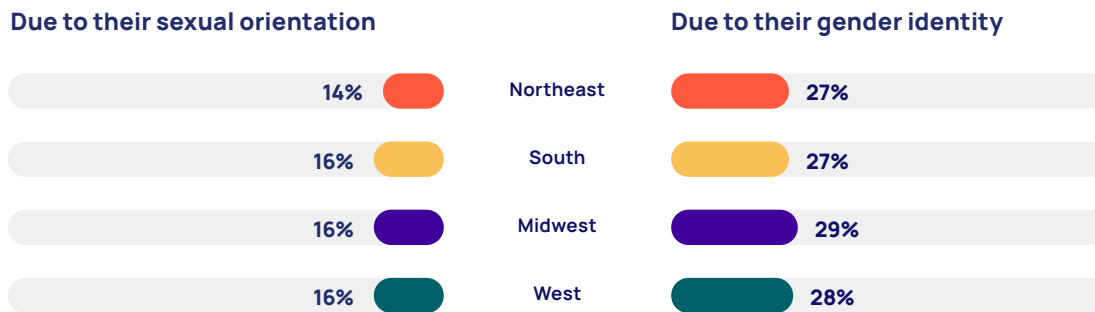 Due to their sexual orientation Due to their gender identity
14% Northeast 27%
16% South 27%
16% Midwest 29%
16% West 28%